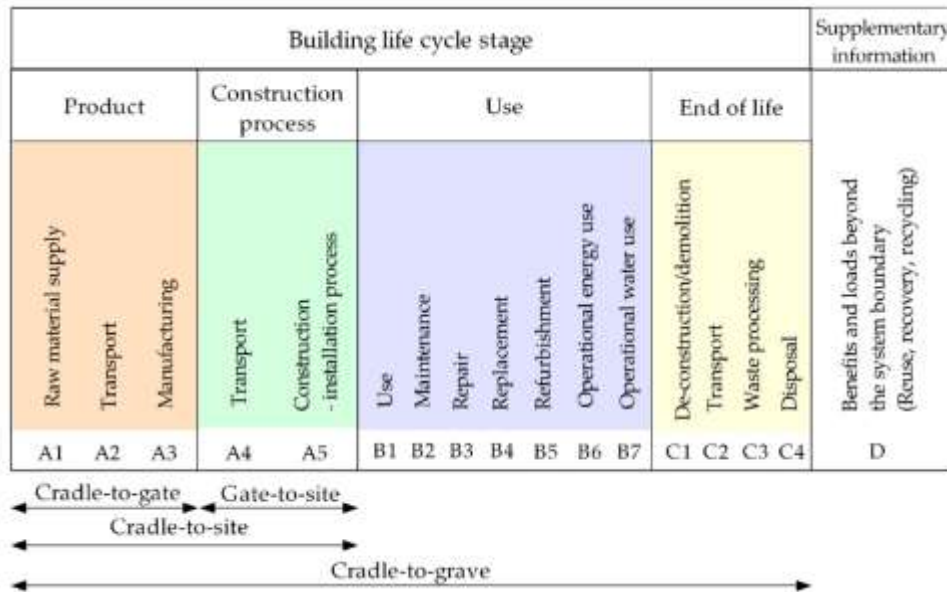 Building life cycle stage
Supplementary
information
Product
Construction
process
Use
End of life
Raw material supply
Transport
Manufacturing
Transport
Construction
- installation process
Use
Maintenance
Repair
Replacement
Refurbishment
Operational energy use
Operational water use
De-construction/demolition
Transport
Waste processing
Disposal
Benefits and loads beyond
the system boundary
(Reuse, recovery, recycling)
A1 A2 A3 A4 A5 B1 B2 B3 B4 B5 B6 B7 C1 C2 C3 C4 D
Cradle-to-gate
Gate-to-site
Cradle-to-site
Cradle-to-grave